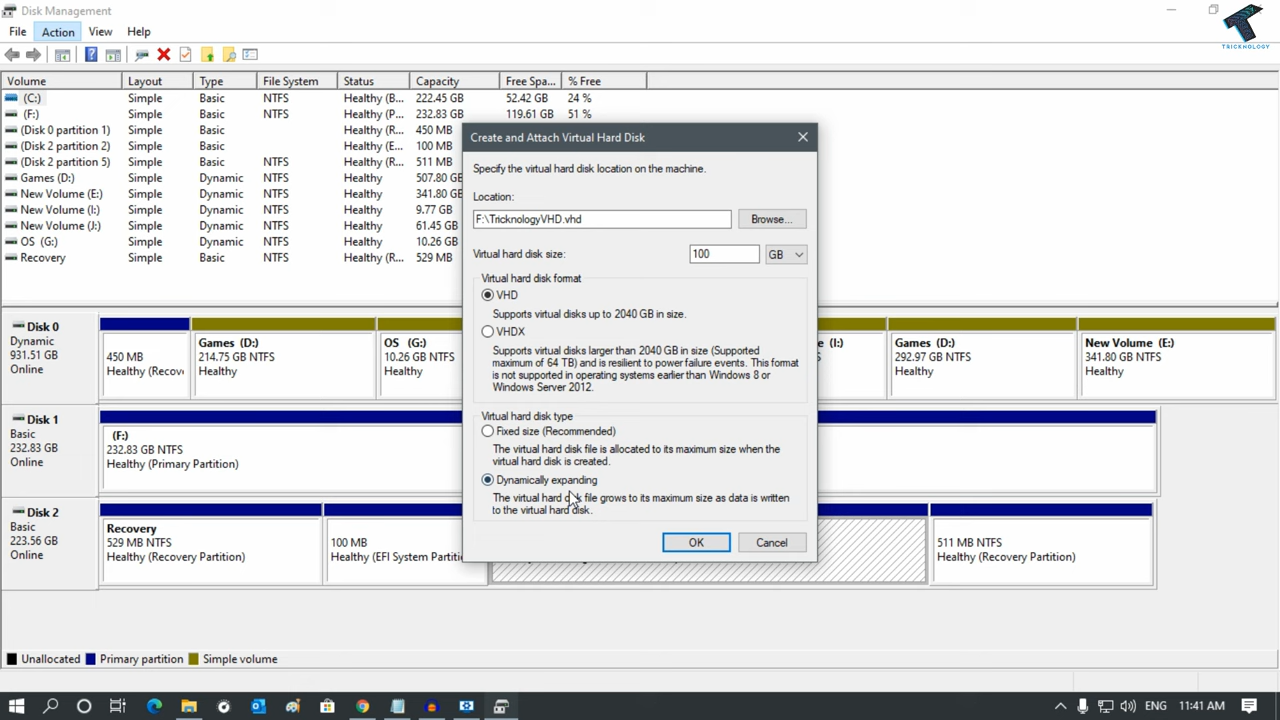 Disk Management
TRICKNOLOGY
File Action View Help
Volume Layout Type File System Status Capacity Free Spa... % Free
(C:) Simple Basic NTFS Healthy (B... 222.45 GB 52.42 GB 24 %
(F:) Simple Basic NTFS Healthy (P... 232.83 GB 119.61 GB 51 %
(Disk 0 partition 1) Simple Basic Healthy (R... 450 MB
(Disk 2 partition 2) Simple Basic Healthy (E... 100 MB
(Disk 2 partition 5) Simple Basic NTFS Healthy (R... 511 MB
Games (D:) Simple Dynamic NTFS Healthy 507.80 GB
New Volume (E:) Simple Dynamic NTFS Healthy 341.80 GB
New Volume (I:) Simple Dynamic NTFS Healthy 9.77 GB
New Volume (J:) Simple Dynamic NTFS Healthy 61.45 GB
OS (G:) Simple Dynamic NTFS Healthy 10.26 GB
Recovery Simple Basic NTFS Healthy (R... 529 MB
Create and Attach Virtual Hard Disk
Specify the virtual hard disk location on the machine.
Location:
F:\TricknologyVHD.vhd Browse...
Virtual hard disk size: 100 GB
Virtual hard disk format
VHD
Supports virtual disks up to 2040 GB in size.
VHDX
Supports virtual disks larger than 2040 GB in size (Supported
maximum of 64 TB) and is resilient to power failure events. This format
is not supported in operating systems earlier than Windows 8 or
Windows Server 2012.
Virtual hard disk type
Fixed size (Recommended)
The virtual hard disk file is allocated to its maximum size when the
virtual hard disk is created.
Dynamically expanding
The virtual hard disk file grows to its maximum size as data is written
to the virtual hard disk.
OK Cancel
Disk 0
Dynamic
931.51 GB
Online
450 MB
Healthy (Recov
Games (D:)
214.75 GB NTFS
Healthy
OS (G:)
10.26 GB NTFS
Healthy
e (I:)
Games (D:)
292.97 GB NTFS
Healthy
New Volume (E:)
341.80 GB NTFS
Healthy
Disk 1
Basic
232.83 GB
Online
(F:)
232.83 GB NTFS
Healthy (Primary Partition)
Disk 2
Basic
223.56 GB
Online
Recovery
529 MB NTFS
Healthy (Recovery Partition)
100 MB
Healthy (EFI System Partit
511 MB NTFS
Healthy (Recovery Partition)
Unallocated Primary partition Simple volume
ENG 11:41 AM